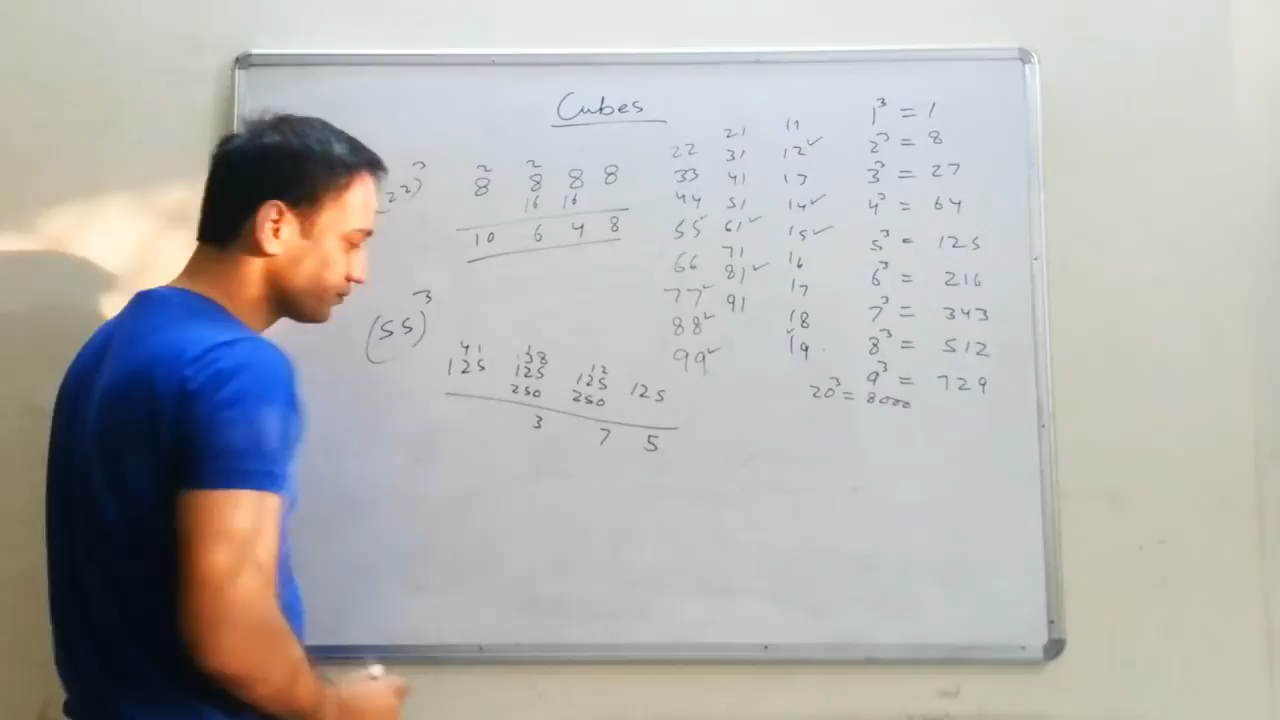 Cubes
22)³
8² 8² 8 8
16 16
10 6 4 8
(55)³
41 138 12
125 125 125 125
250 250
3 7 5
22
33
44
55✓
66
77✓
88✓
99✓
21
31
41
51
61✓
71
81✓
91
11
12✓
13
14✓
15✓
16
17
18
19
1³ = 1
2³ = 8
3³ = 27
4³ = 64
5³ = 125
6³ = 216
7³ = 343
8³ = 512
9³ = 729
20³ = 8000